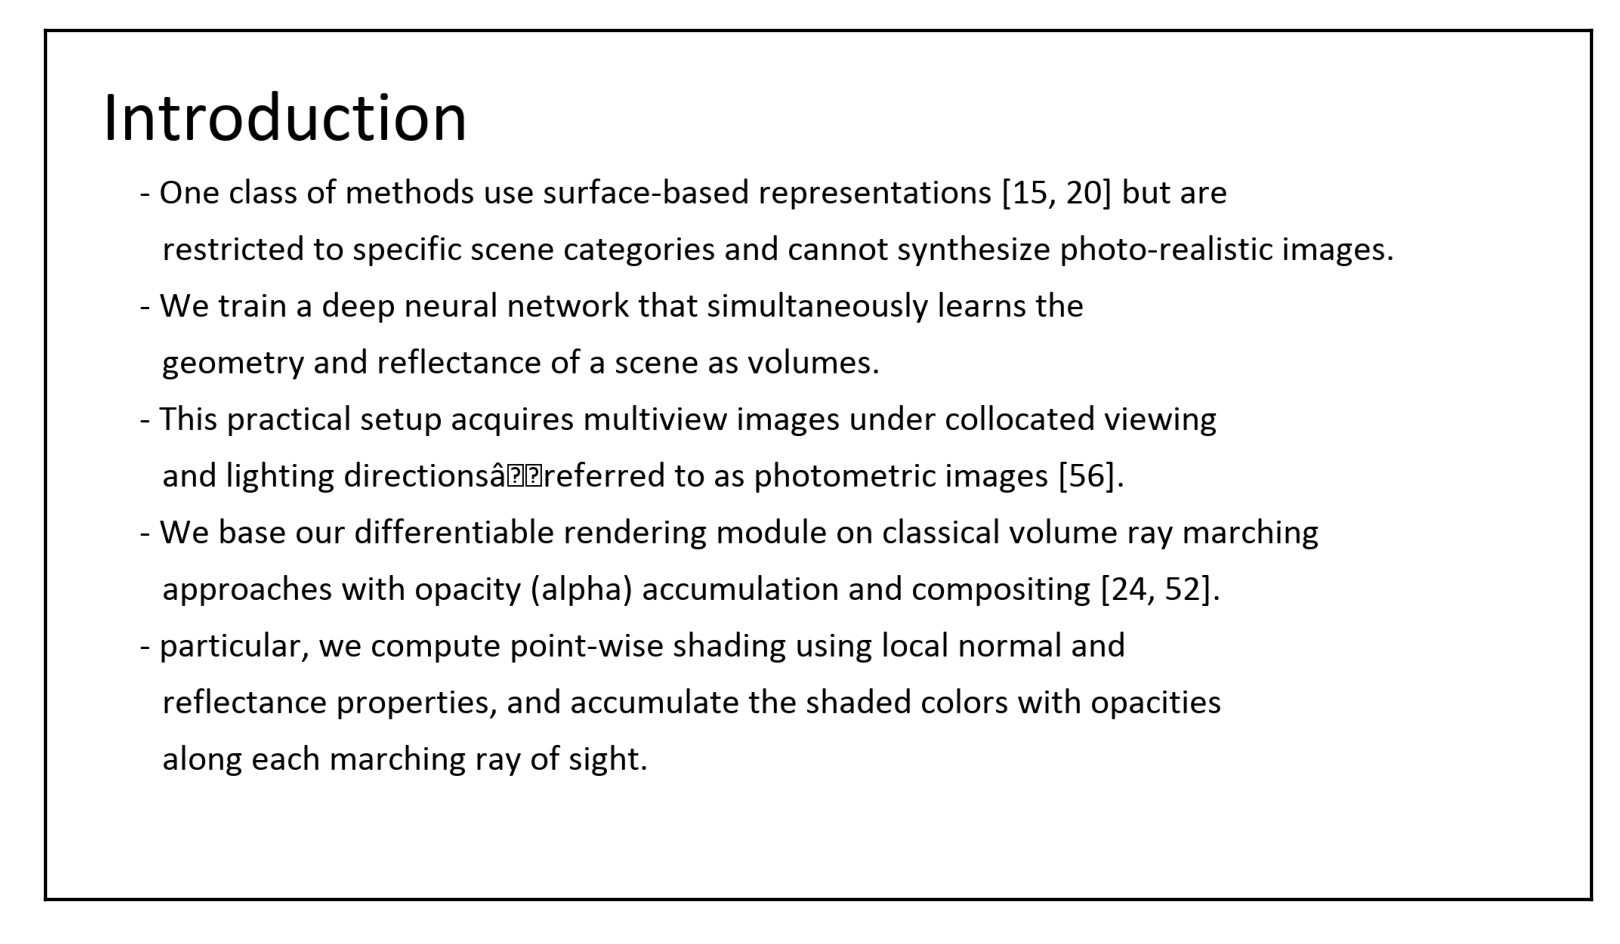 Introduction
- One class of methods use surface-based representations [15, 20] but are
restricted to specific scene categories and cannot synthesize photo-realistic images.
- We train a deep neural network that simultaneously learns the
geometry and reflectance of a scene as volumes.
- This practical setup acquires multiview images under collocated viewing
and lighting directionsâ⍰⍰referred to as photometric images [56].
- We base our differentiable rendering module on classical volume ray marching
approaches with opacity (alpha) accumulation and compositing [24, 52].
- particular, we compute point-wise shading using local normal and
reflectance properties, and accumulate the shaded colors with opacities
along each marching ray of sight.